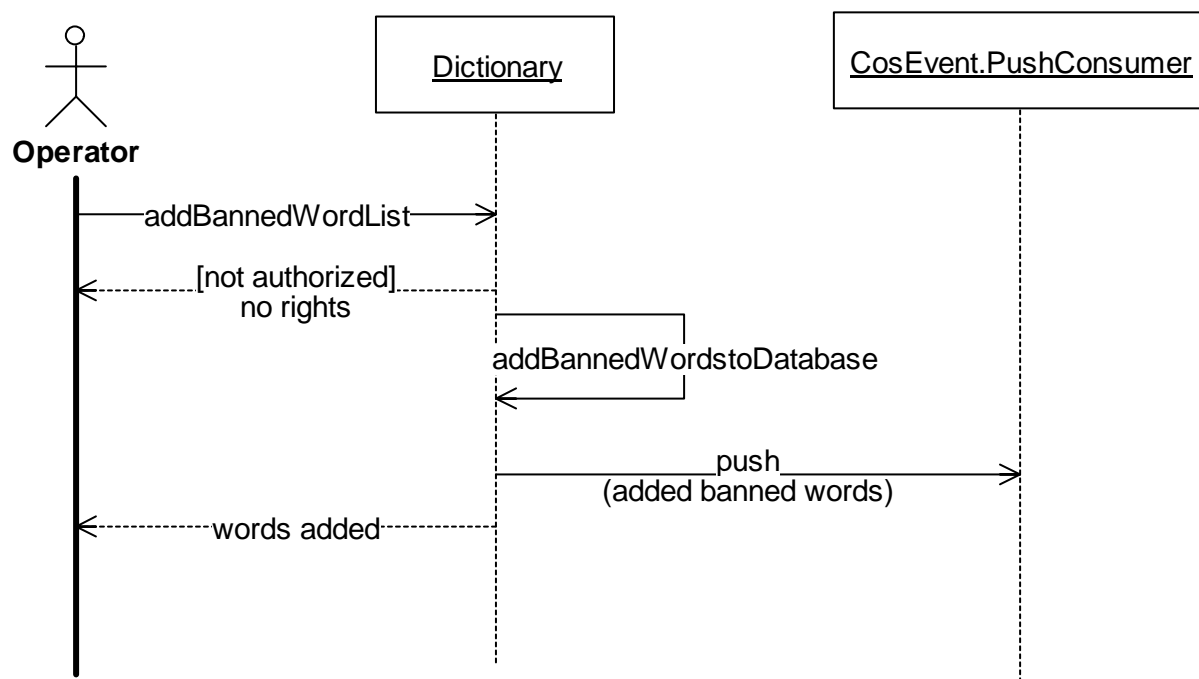 Dictionary
CosEvent.PushConsumer
Operator
addBannedWordList
[not authorized]
no rights
addBannedWordstoDatabase
push
(added banned words)
words added